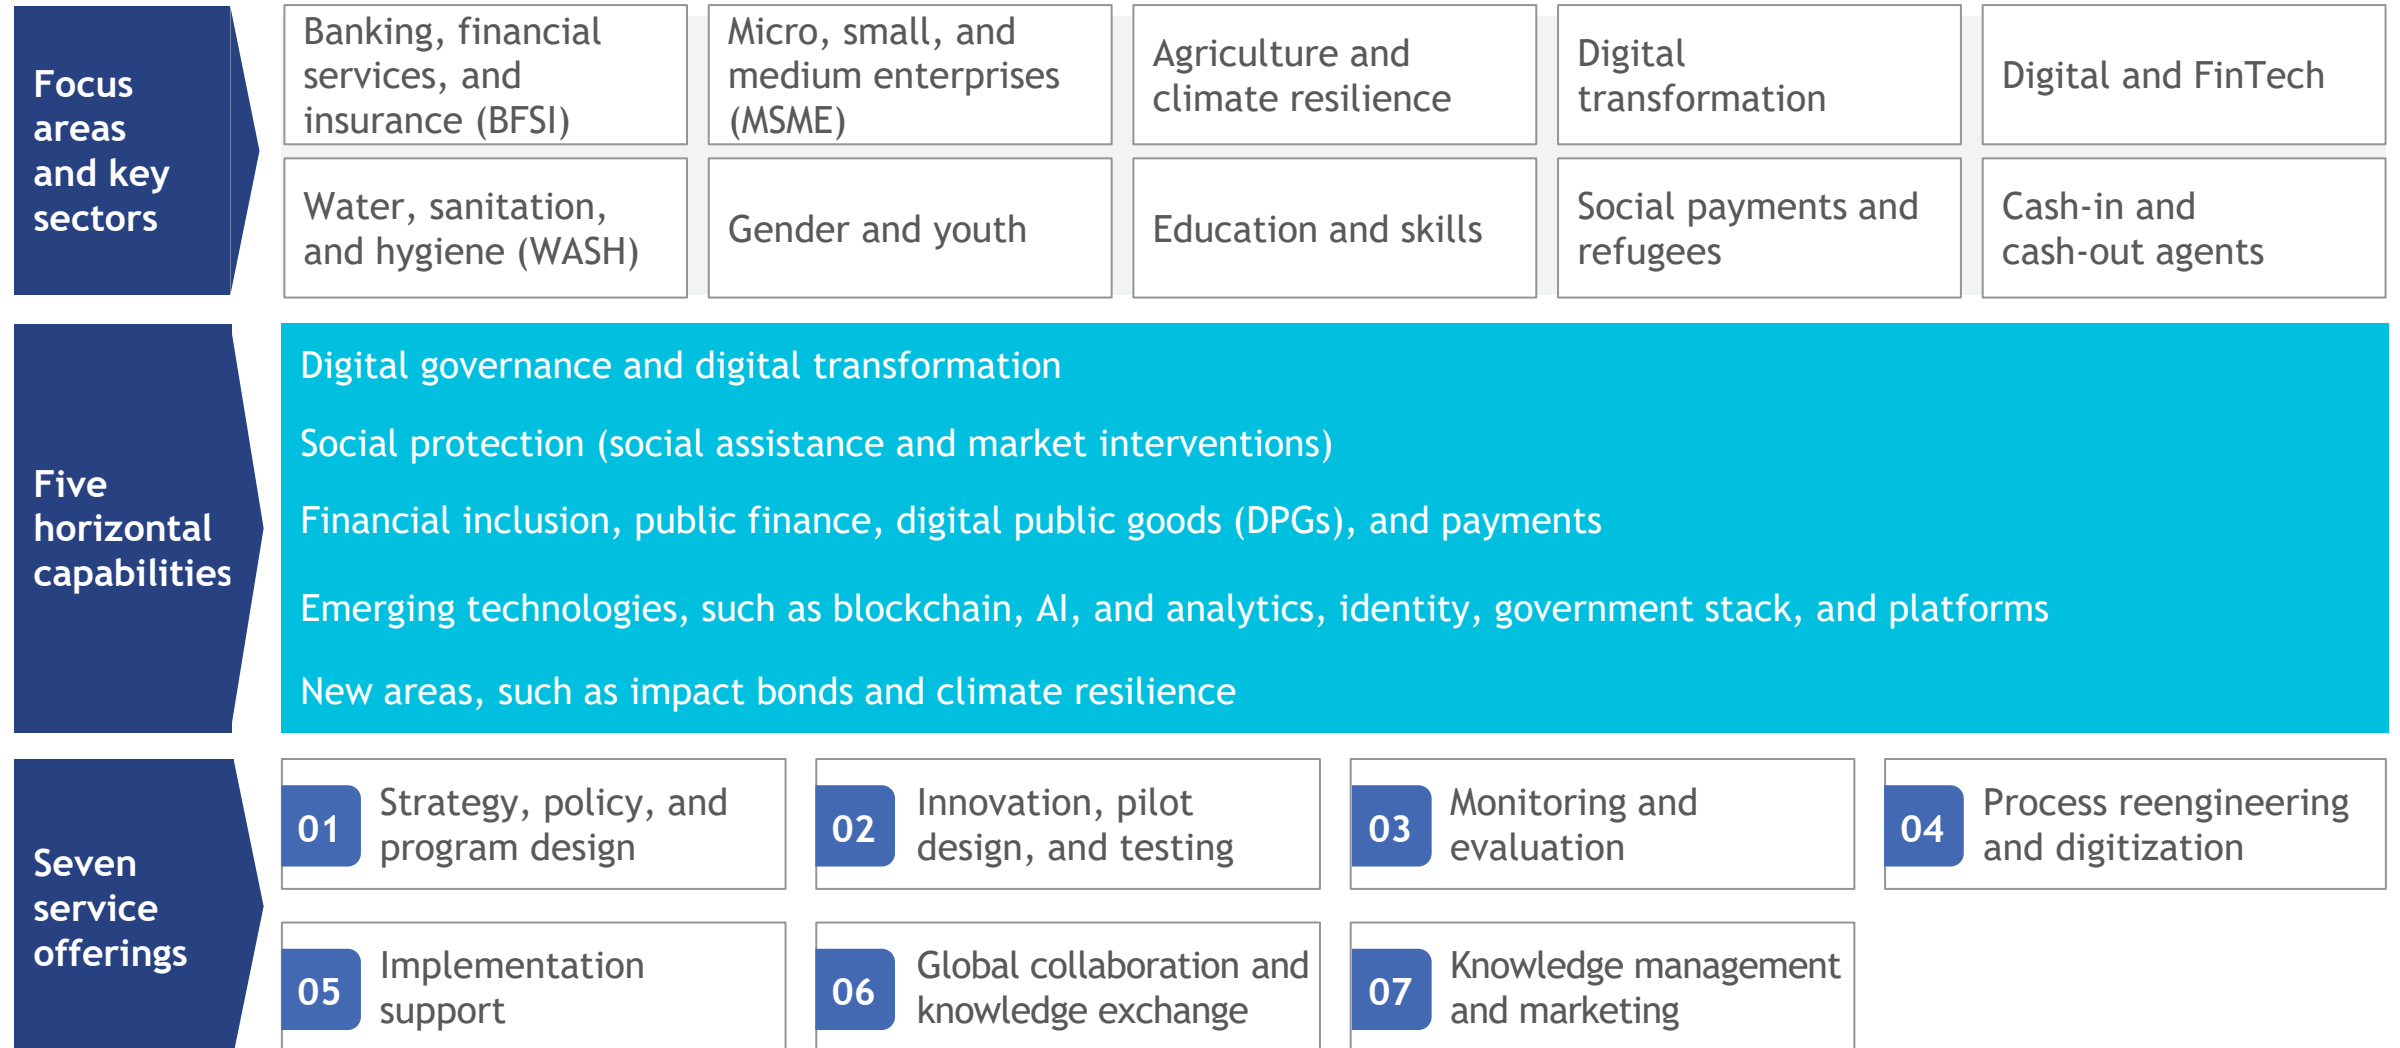 Focus
areas
and key
sectors
Banking, financial
services, and
insurance (BFSI)
Micro, small, and
medium enterprises
(MSME)
Agriculture and
climate resilience
Digital
transformation
Digital and FinTech
Water, sanitation,
and hygiene (WASH)
Gender and youth
Education and skills
Social payments and
refugees
Cash-in and
cash-out agents
Five
horizontal
capabilities
Digital governance and digital transformation
Social protection (social assistance and market interventions)
Financial inclusion, public finance, digital public goods (DPGs), and payments
Emerging technologies, such as blockchain, AI, and analytics, identity, government stack, and platforms
New areas, such as impact bonds and climate resilience
Seven
service
offerings
01
Strategy, policy, and
program design
02
Innovation, pilot
design, and testing
03
Monitoring and
evaluation
04
Process reengineering
and digitization
05
Implementation
support
06
Global collaboration and
knowledge exchange
07
Knowledge management
and marketing